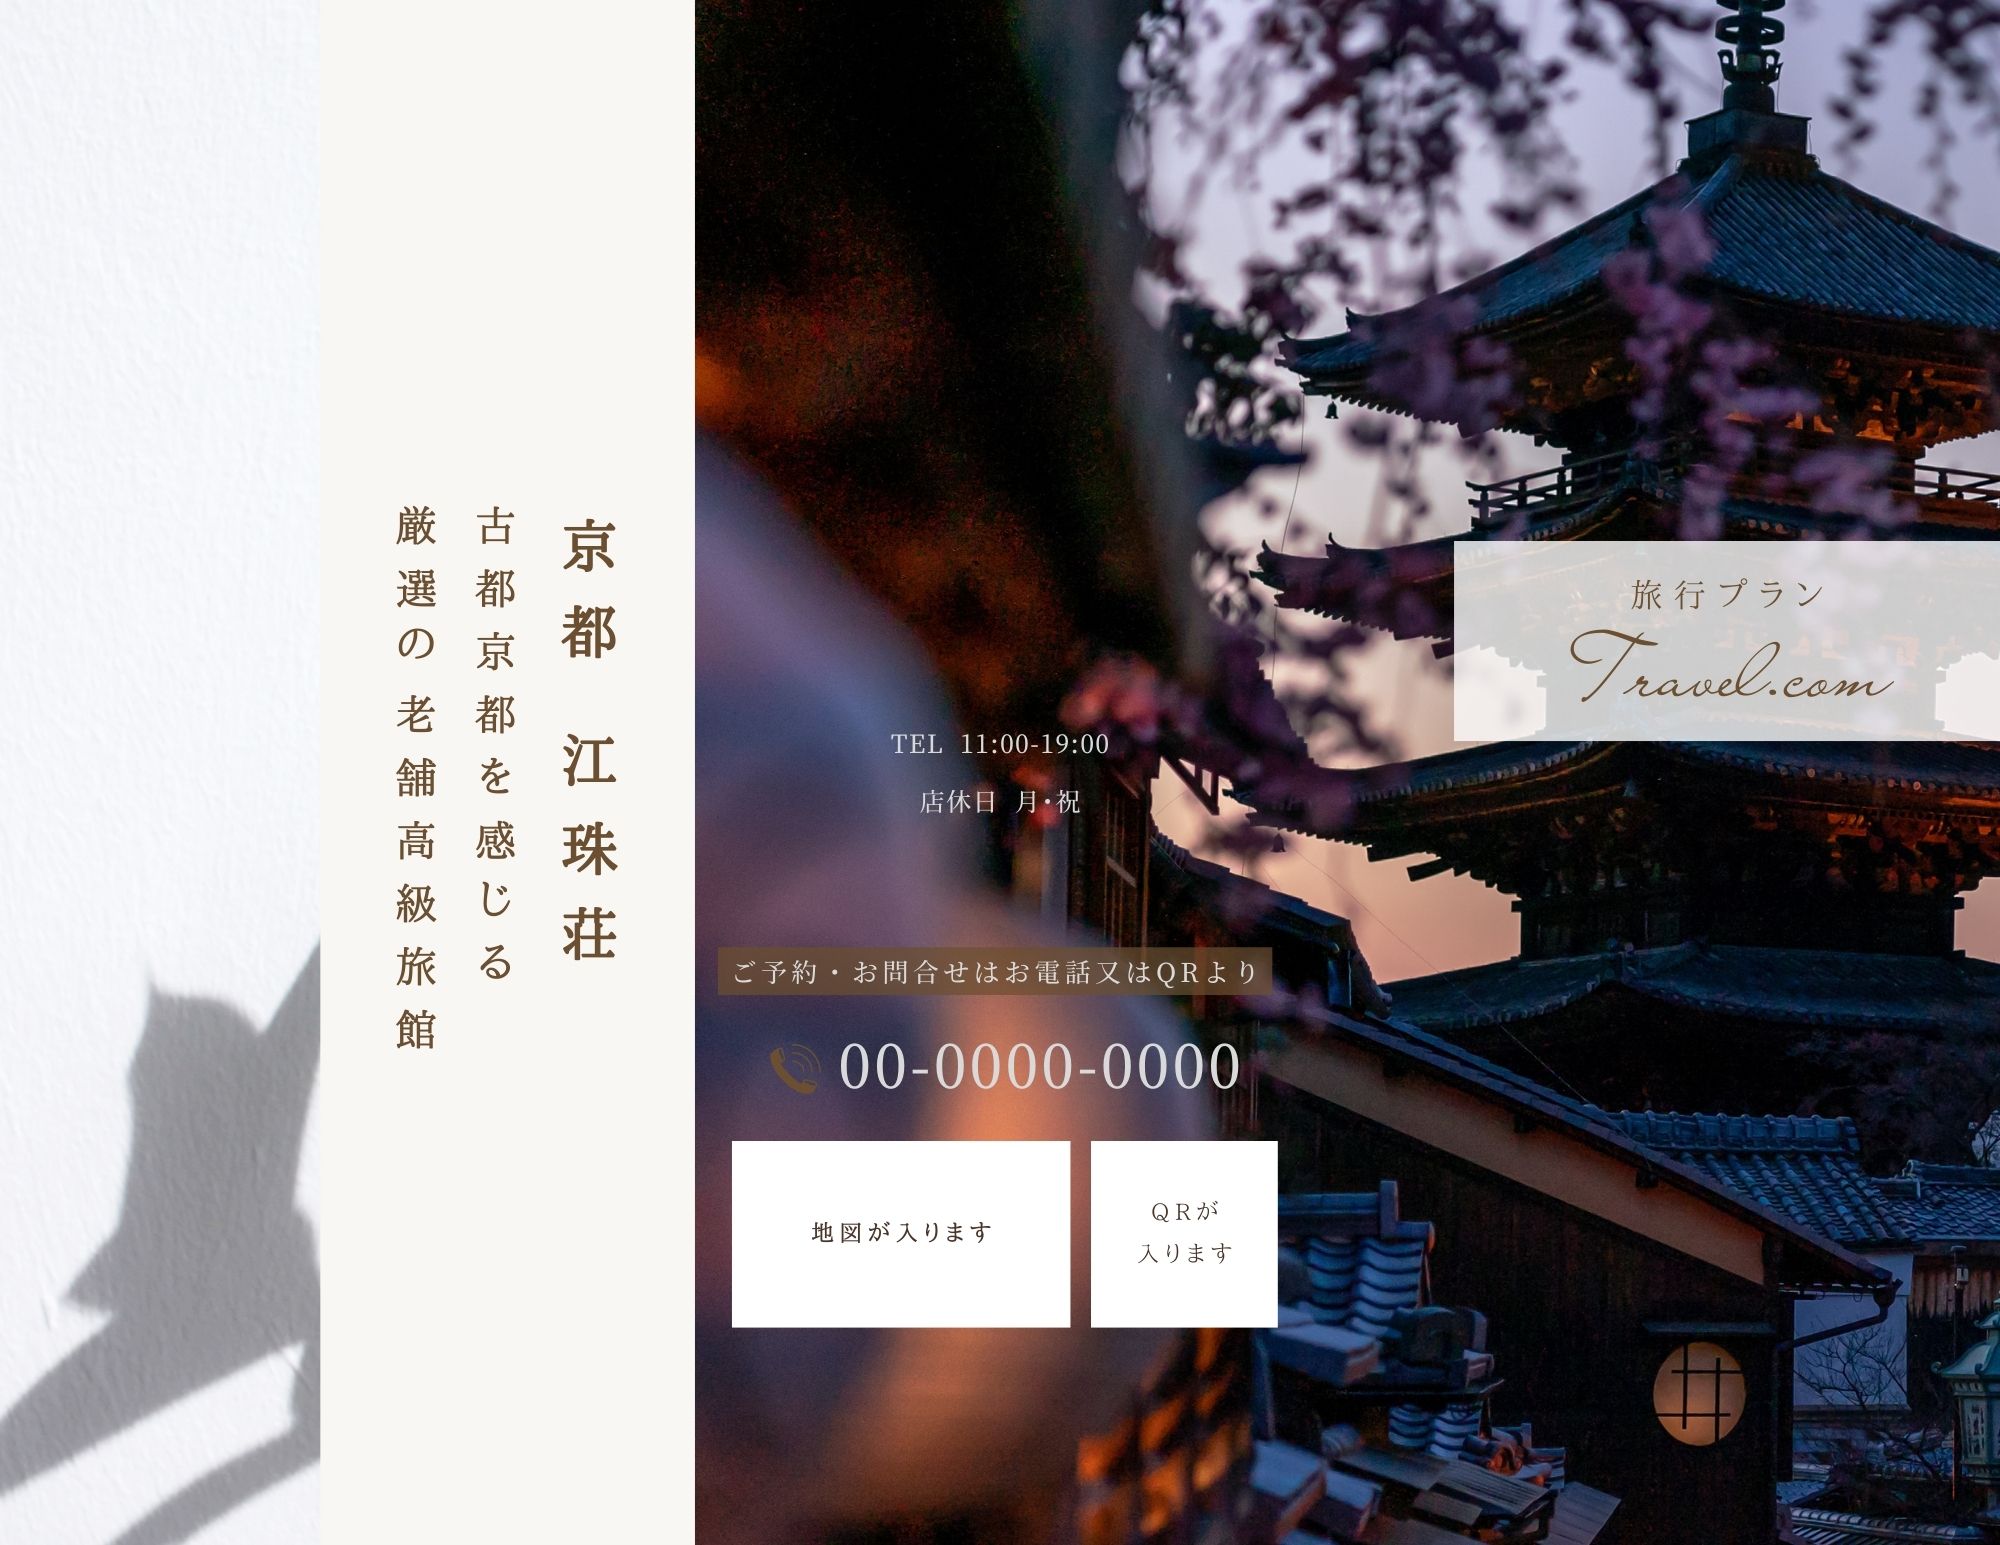 京都 江珠荘
古都京都を感じる
厳選の老舗高級旅館
TEL 11:00-19:00
店休日 月・祝
ご予約・お問合せはお電話又はQRより
00-0000-0000
地図が入ります
QRが
入ります
旅行プラン
Travel.com